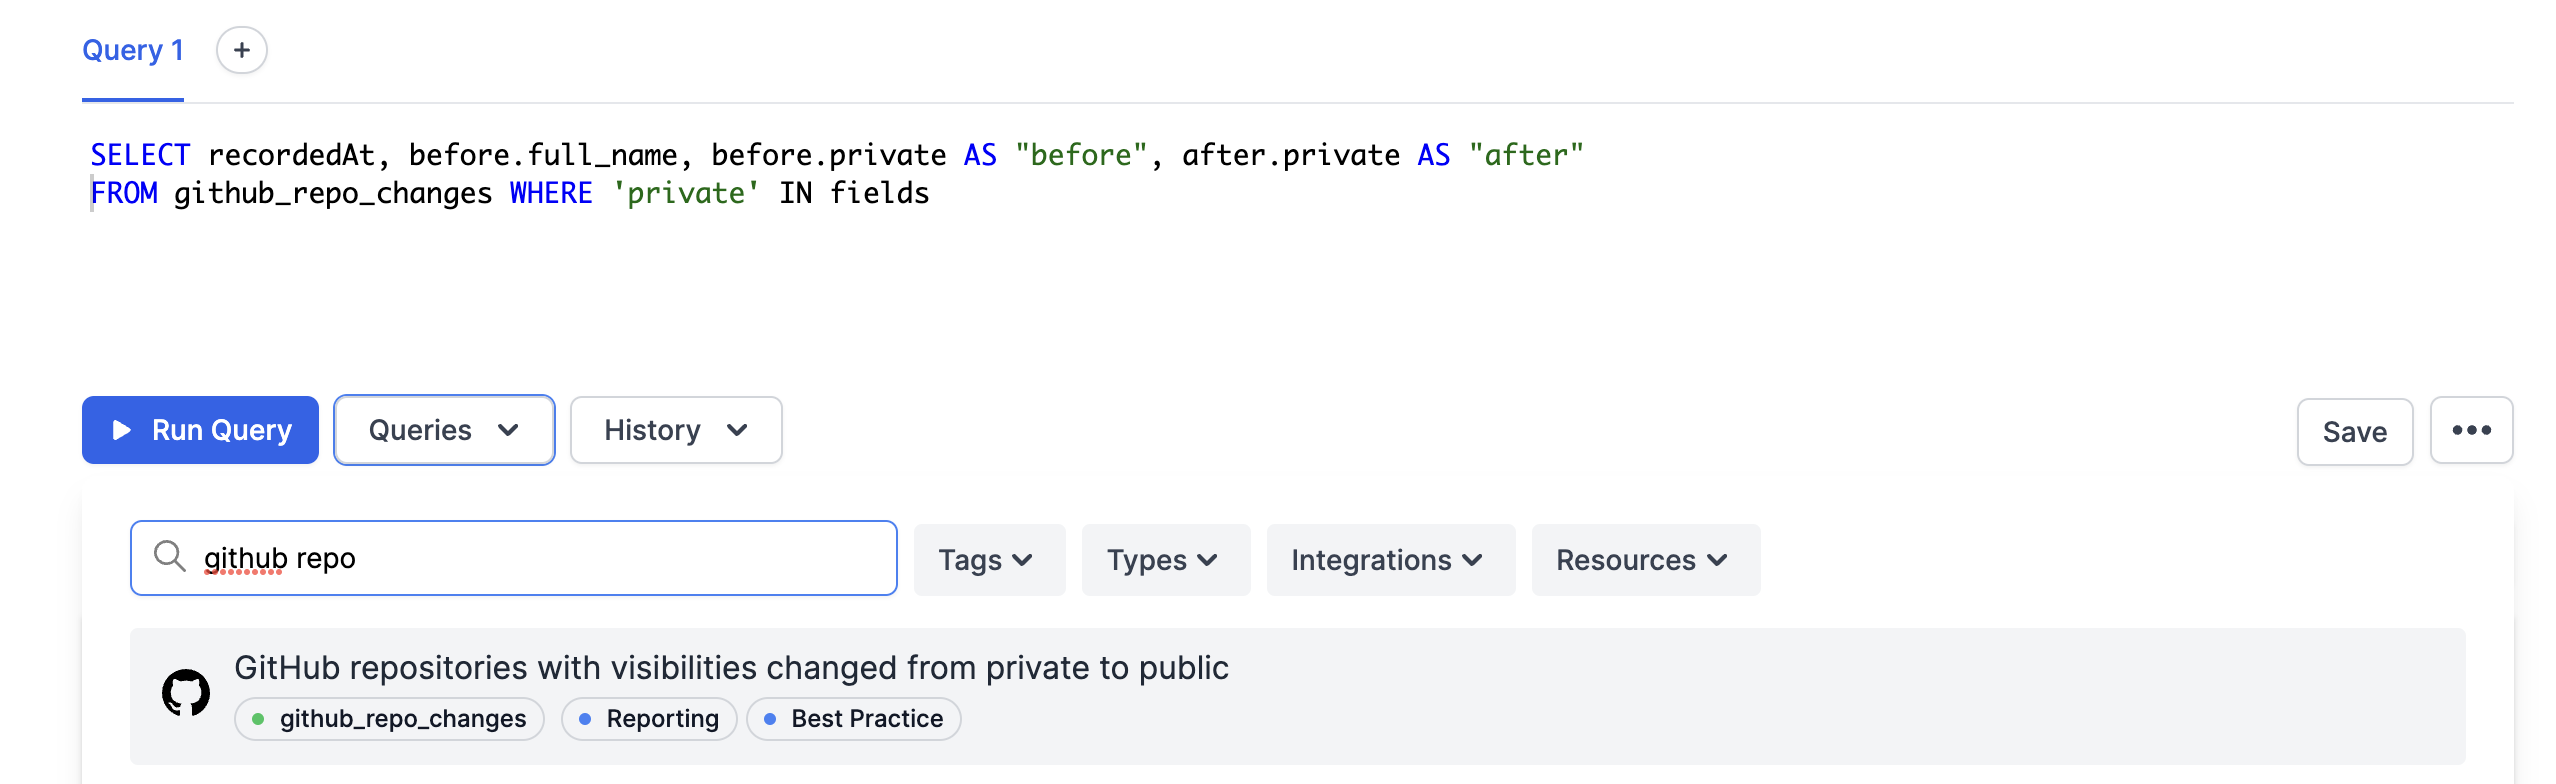 Query 1 +
SELECT recordedAt, before.full_name, before.private AS "before", after.private AS "after"
FROM github_repo_changes WHERE 'private' IN fields
Run Query Queries History Save •••
github repo Tags Types Integrations Resources
GitHub repositories with visibilities changed from private to public
github_repo_changes Reporting Best Practice